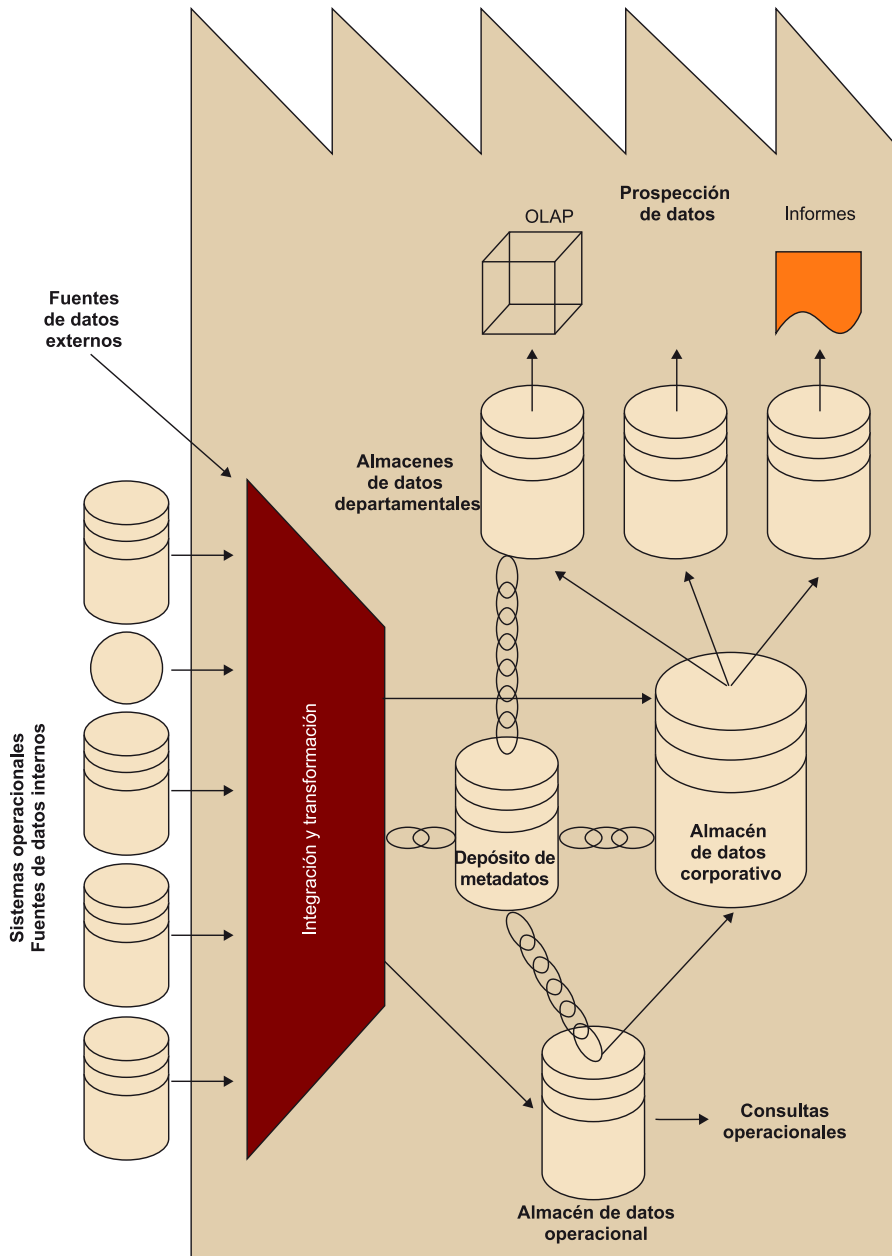 OLAP
Prospección
de datos
Informes
Fuentes
de datos
externos
Almacenes
de datos
departamentales
Sistemas operacionales
Fuentes de datos internos
Integración y transformación
Depósito de
metadatos
Almacén
de datos
corporativo
Consultas
operacionales
Almacén de datos
operacional